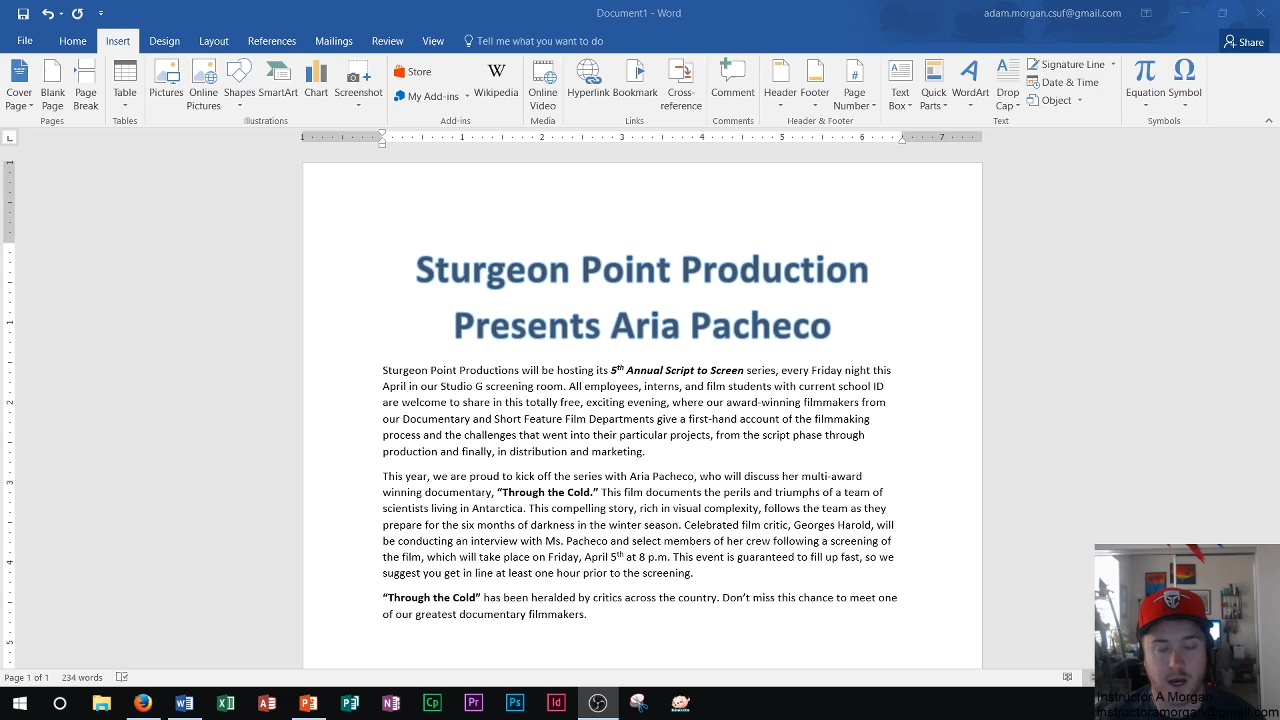 Document1 - Word
adam.morgan.csuf@gmail.com
File Home Insert Design Layout References Mailings Review View Tell me what you want to do Share
Cover Page Blank Page Page Break Table Pictures Online Pictures Shapes SmartArt Chart Screenshot Store My Add-ins Wikipedia Online Video Hyperlink Bookmark Cross-reference Comment Header Footer Page Number Text Box Quick Parts WordArt Drop Cap Signature Line Date & Time Object Equation Symbol
Pages Tables Illustrations Add-ins Media Links Comments Header & Footer Text Symbols
1 1 2 3 4 5 6 7
Sturgeon Point Production
Presents Aria Pacheco
Sturgeon Point Productions will be hosting its 5th Annual Script to Screen series, every Friday night this
April in our Studio G screening room. All employees, interns, and film students with current school ID
are welcome to share in this totally free, exciting evening, where our award-winning filmmakers from
our Documentary and Short Feature Film Departments give a first-hand account of the filmmaking
process and the challenges that went into their particular projects, from the script phase through
production and finally, in distribution and marketing.
This year, we are proud to kick off the series with Aria Pacheco, who will discuss her multi-award
winning documentary, “Through the Cold.” This film documents the perils and triumphs of a team of
scientists living in Antarctica. This compelling story, rich in visual complexity, follows the team as they
prepare for the six months of darkness in the winter season. Celebrated film critic, Georges Harold, will
be conducting an interview with Ms. Pacheco and select members of her crew following a screening of
the film, which will take place on Friday, April 5th at 8 p.m. This event is guaranteed to fill up fast, so we
suggest you get in line at least one hour prior to the screening.
“Through the Cold” has been heralded by critics across the country. Don’t miss this chance to meet one
of our greatest documentary filmmakers.
Page 1 of 1 234 words
Instructor A Morgan
instructoramorgan@gmail.com